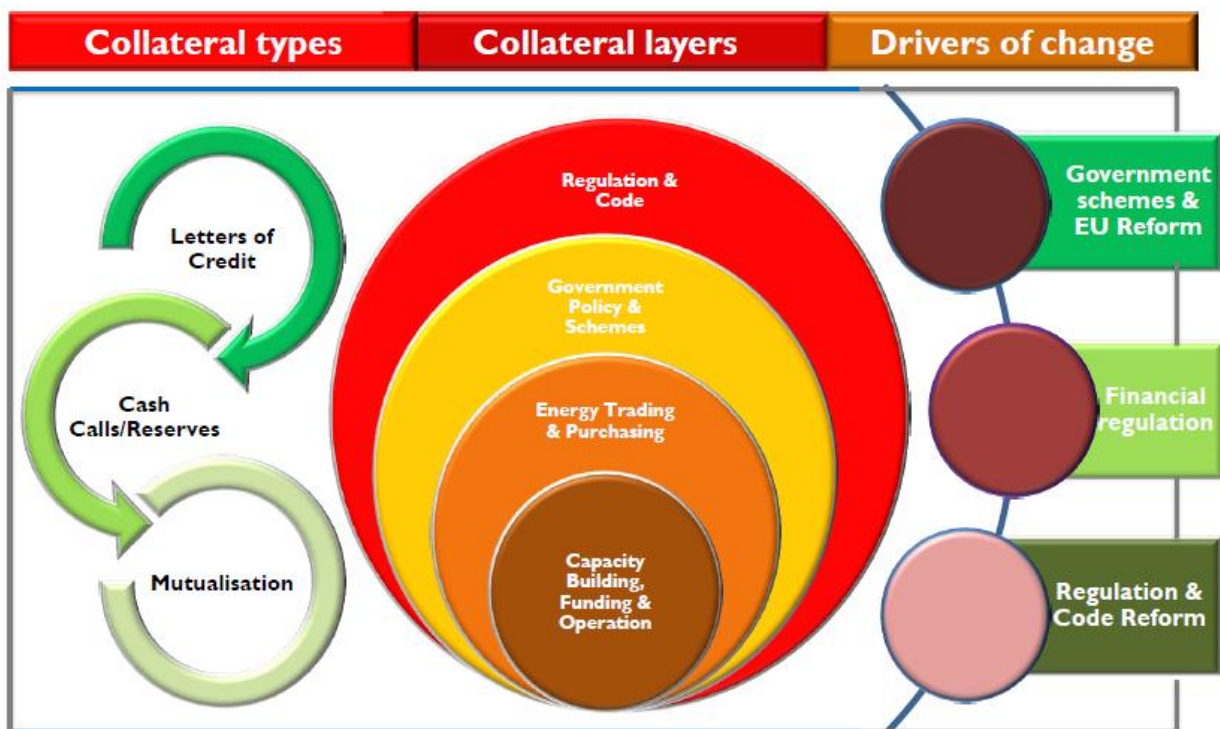 Collateral types
Collateral layers
Drivers of change
Letters of
Credit
Cash
Calls/Reserves
Mutualisation
Regulation &
Code
Government
Policy &
Schemes
Energy Trading
& Purchasing
Capacity
Building,
Funding &
Operation
Government
schemes &
EU Reform
Financial
regulation
Regulation &
Code Reform